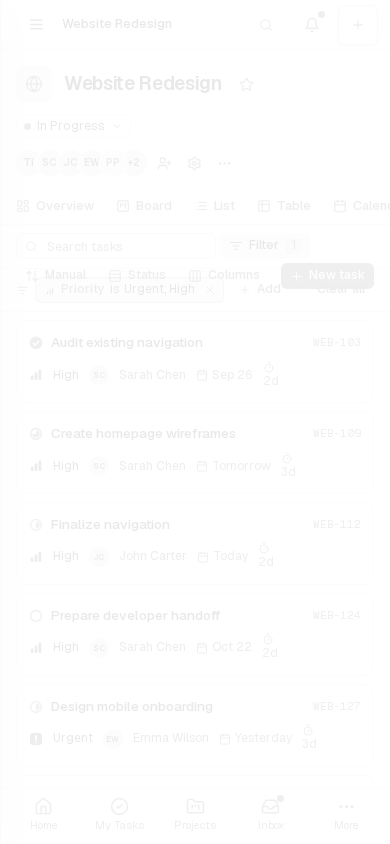 Website Redesign
Website Redesign
In Progress
SC JC EW PP +2
Overview Board List Table
Search tasks Filter 1
Manual Status Columns New task
Priority is Urgent, High Add Clear all
Audit existing navigation WEB-103
High SC Sarah Chen Sep 26 2d
Create homepage wireframes WEB-109
High SC Sarah Chen Tomorrow 3d
Finalize navigation WEB-112
High JC John Carter Today 2d
Prepare developer handoff WEB-124
High SC Sarah Chen Oct 22 2d
Design mobile onboarding WEB-127
Urgent EW Emma Wilson Yesterday 3d
Home My Tasks Projects Inbox More